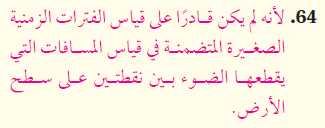 64. لأنه لم يكن قادرًا على قياس الفترات الزمنية
الصغيرة المتضمنة في قياس المسافات التي
يقطعها الضوء بين نقطتين على سطح
الأرض.